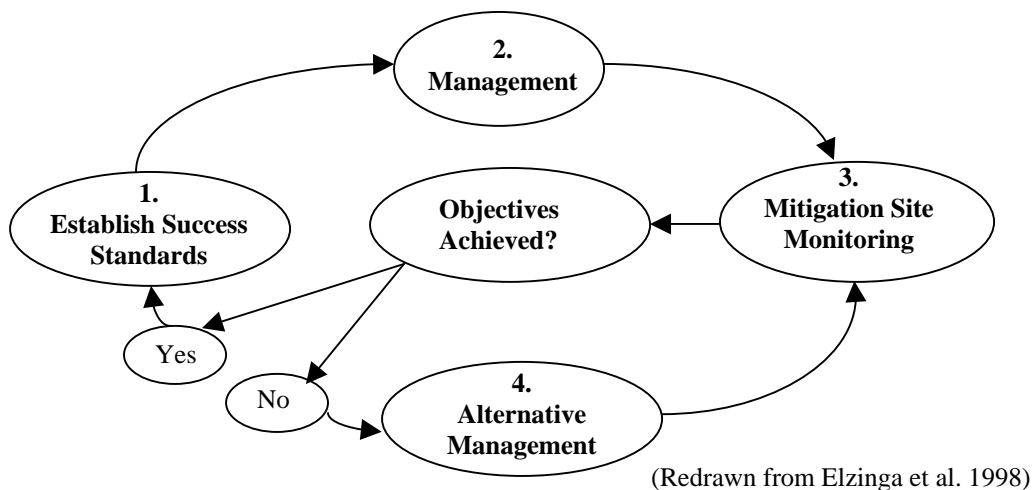 2.
Management
1.
Establish Success
Standards
Objectives
Achieved?
3.
Mitigation Site
Monitoring
Yes
No
4.
Alternative
Management
(Redrawn from Elzinga et al. 1998)